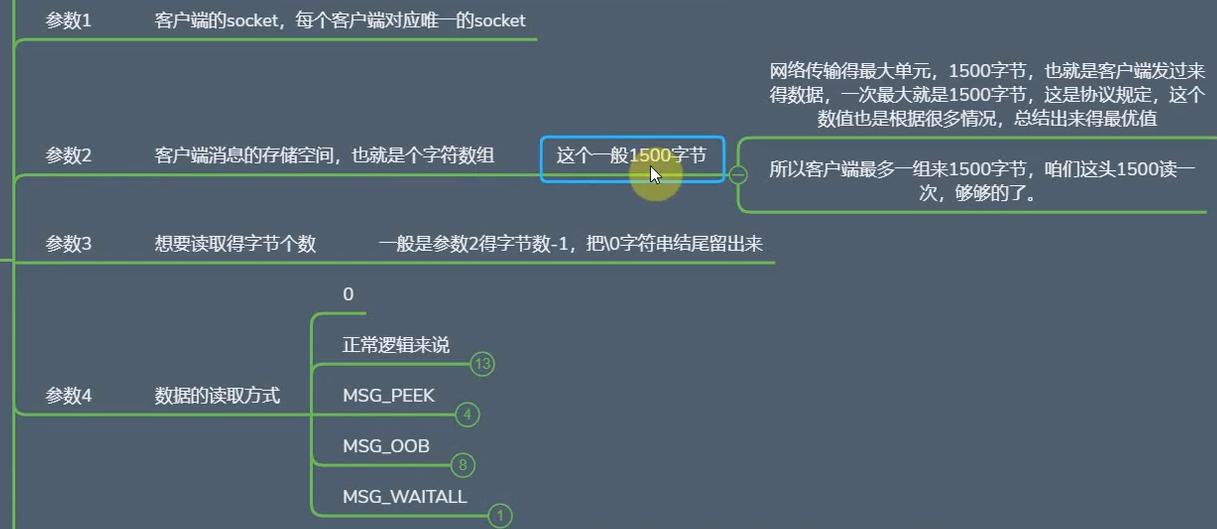 参数1
客户端的socket，每个客户端对应唯一的socket
网络传输得最大单元，1500字节，也就是客户端发过来
得数据，一次最大就是1500字节，这是协议规定，这个
数值也是根据很多情况，总结出来得最优值
参数2
客户端消息的存储空间，也就是个字符数组
这个一般1500字节
所以客户端最多一组来1500字节，咱们这头1500读一
次，够够的了。
参数3
想要读取得字节个数
一般是参数2得字节数-1，把\0字符串结尾留出来
0
正常逻辑来说
13
参数4
数据的读取方式
MSG_PEEK
4
MSG_OOB
8
MSG_WAITALL
1